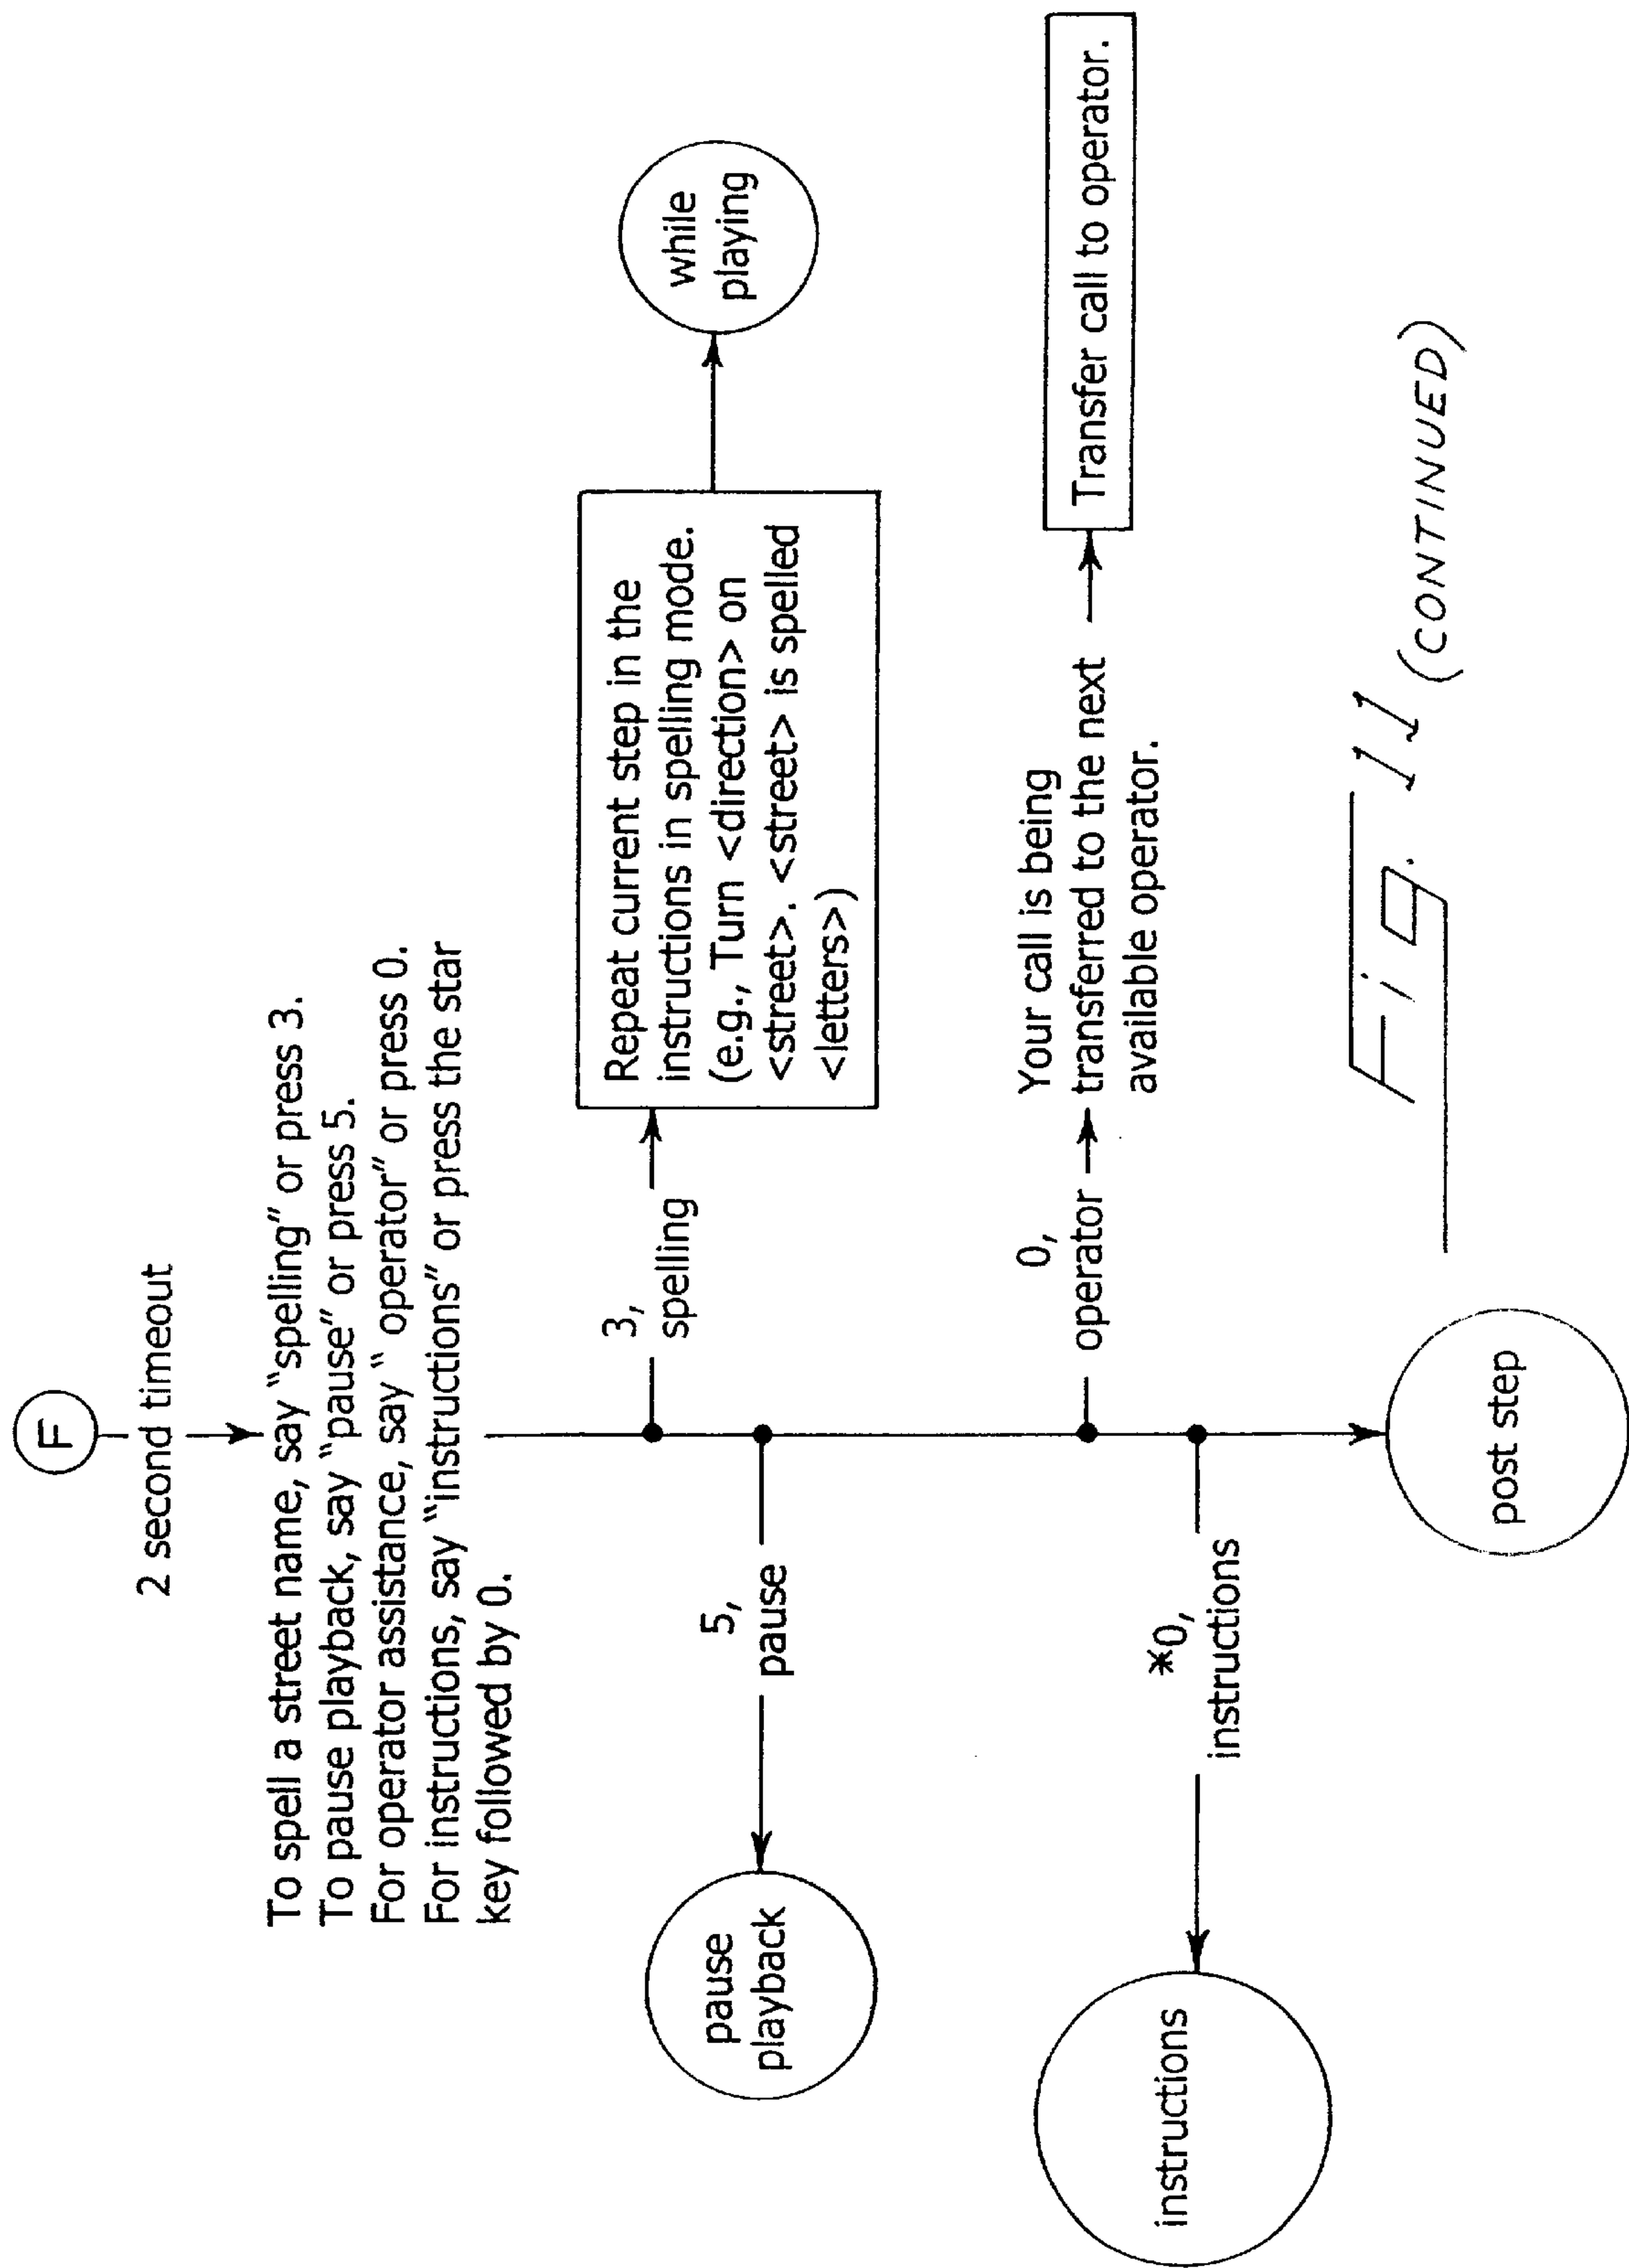 F
2 second timeout
To spell a street name, say “spelling” or press 3.
To pause playback, say “pause” or press 5.
For operator assistance, say “ operator” or press 0.
For instructions, say “instructions” or press the star
key followed by 0.
3,
spelling
Repeat current step in the
instructions in spelling mode.
(e.g., Turn <direction> on
<street>. <street> is spelled
<letters>)
while
playing
5,
pause
pause
playback
0,
operator
Your call is being
transferred to the next
available operator.
Transfer call to operator.
*0,
instructions
instructions
post step
Fig. 11 (CONTINUED)